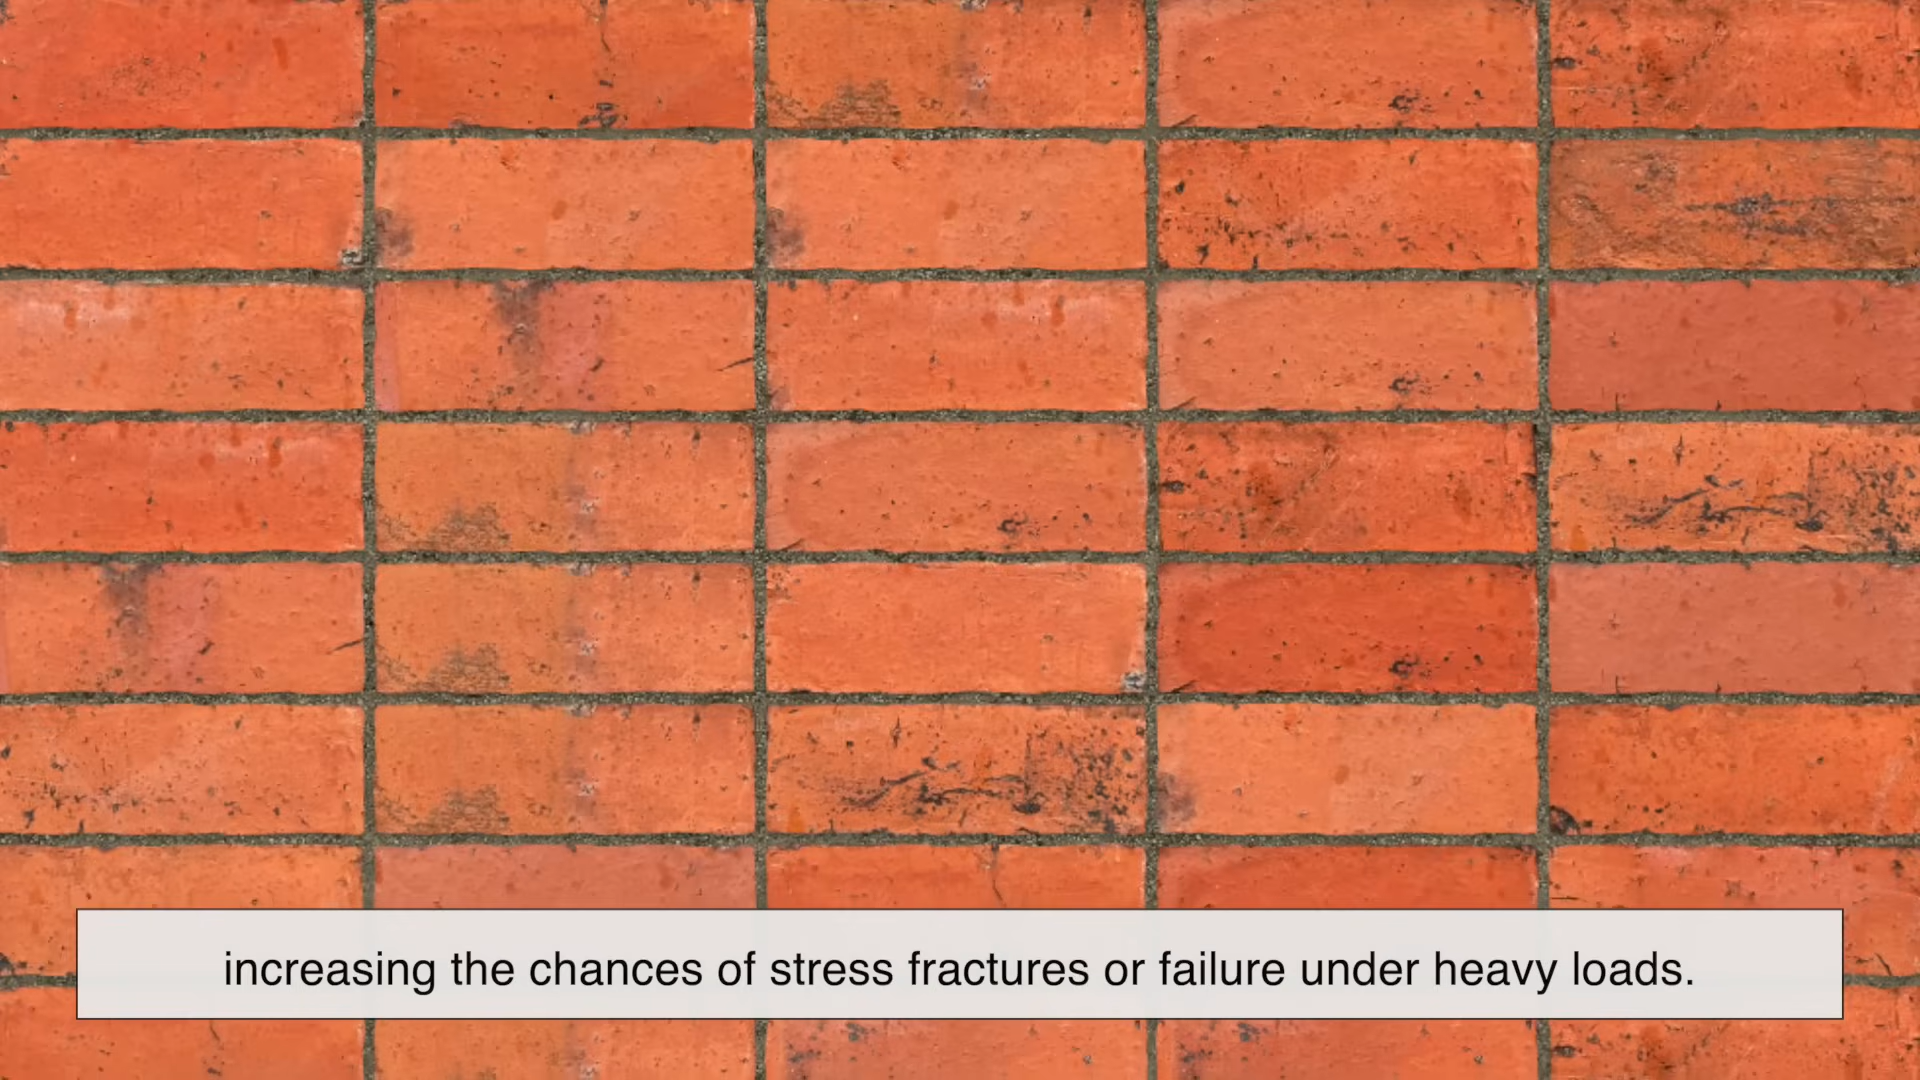 increasing the chances of stress fractures or failure under heavy loads.